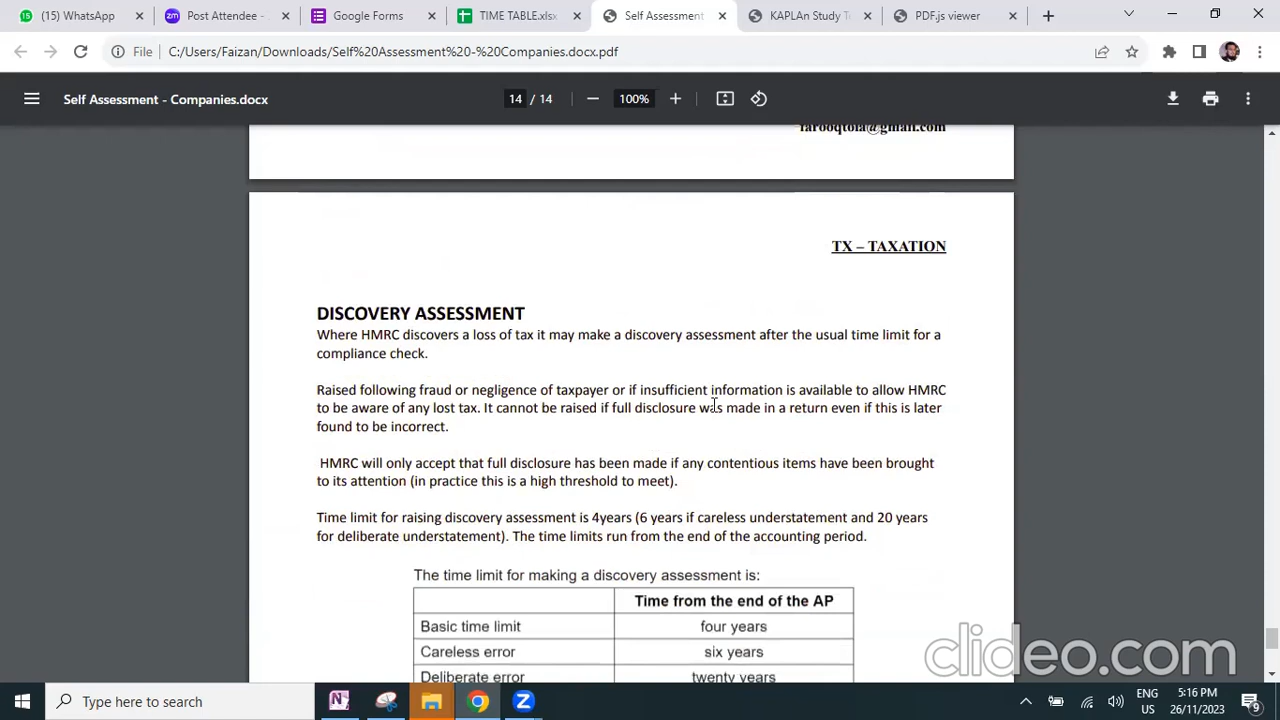 (15) WhatsApp
Post Attendee -
Google Forms
TIME TABLE.xlsx
Self Assessment
KAPLAn Study T
PDF.js viewer
File
C:/Users/Faizan/Downloads/Self%20Assessment%20-%20Companies.docx.pdf
Self Assessment - Companies.docx
14 / 14
100%
farooqtola@gmail.com
TX – TAXATION
DISCOVERY ASSESSMENT
Where HMRC discovers a loss of tax it may make a discovery assessment after the usual time limit for a
compliance check.
Raised following fraud or negligence of taxpayer or if insufficient information is available to allow HMRC
to be aware of any lost tax. It cannot be raised if full disclosure was made in a return even if this is later
found to be incorrect.
HMRC will only accept that full disclosure has been made if any contentious items have been brought
to its attention (in practice this is a high threshold to meet).
Time limit for raising discovery assessment is 4years (6 years if careless understatement and 20 years
for deliberate understatement). The time limits run from the end of the accounting period.
The time limit for making a discovery assessment is:
Time from the end of the AP
Basic time limit four years
Careless error six years
Deliberate error twenty years
clideo.com
Type here to search
ENG
US
5:16 PM
26/11/2023
9